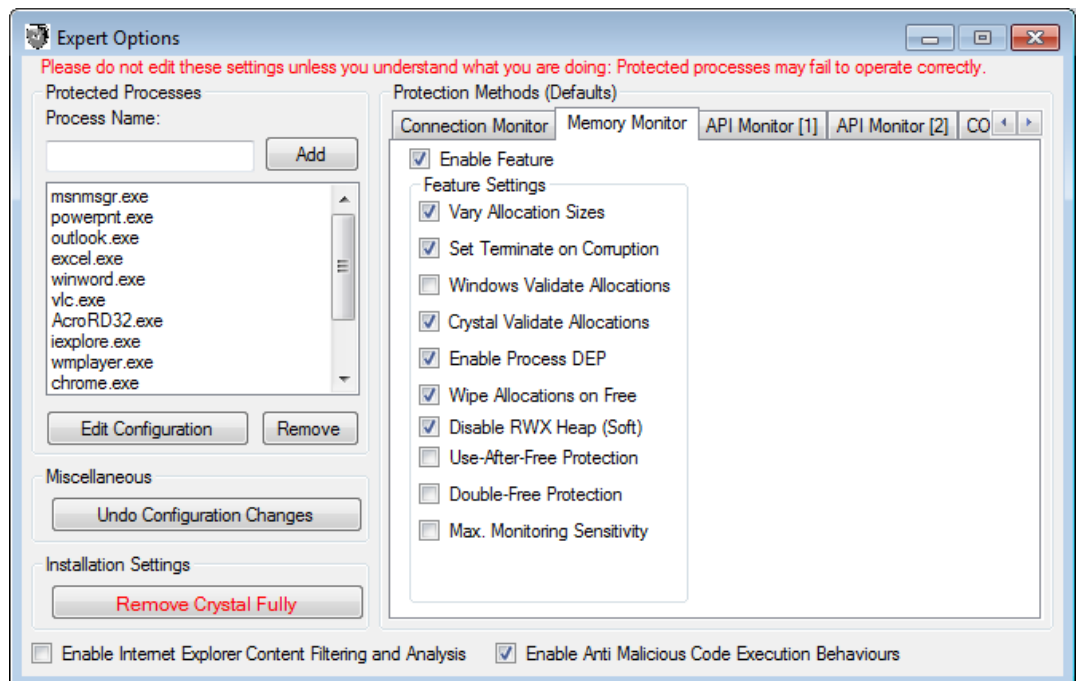 Expert Options
Please do not edit these settings unless you understand what you are doing: Protected processes may fail to operate correctly.
Protected Processes
Process Name:
Add
msnmsgr.exe
powerpnt.exe
outlook.exe
excel.exe
winword.exe
vlc.exe
AcroRD32.exe
iexplore.exe
wmplayer.exe
chrome.exe
Edit Configuration
Remove
Miscellaneous
Undo Configuration Changes
Installation Settings
Remove Crystal Fully
Protection Methods (Defaults)
Connection Monitor
Memory Monitor
API Monitor [1]
API Monitor [2]
CO
Enable Feature
Feature Settings
Vary Allocation Sizes
Set Terminate on Corruption
Windows Validate Allocations
Crystal Validate Allocations
Enable Process DEP
Wipe Allocations on Free
Disable RWX Heap (Soft)
Use-After-Free Protection
Double-Free Protection
Max. Monitoring Sensitivity
Enable Internet Explorer Content Filtering and Analysis
Enable Anti Malicious Code Execution Behaviours